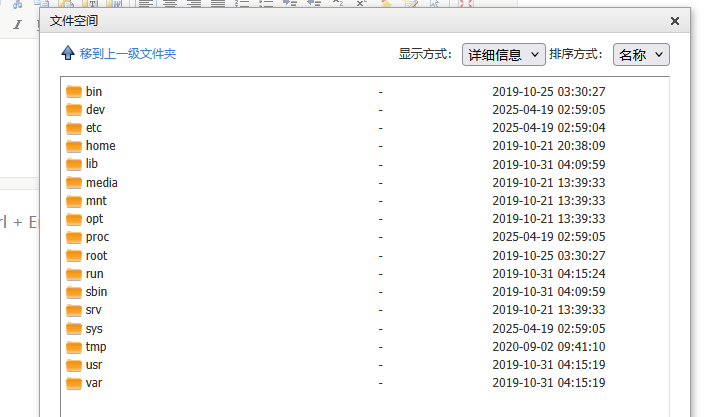 文件空间
移到上一级文件夹 显示方式： 详细信息 排序方式： 名称
bin - 2019-10-25 03:30:27
dev - 2025-04-19 02:59:05
etc - 2025-04-19 02:59:04
home - 2019-10-21 20:38:09
lib - 2019-10-31 04:09:59
media - 2019-10-21 13:39:33
mnt - 2019-10-21 13:39:33
opt - 2019-10-21 13:39:33
proc - 2025-04-19 02:59:05
root - 2019-10-25 03:30:27
run - 2019-10-31 04:15:24
sbin - 2019-10-31 04:09:59
srv - 2019-10-21 13:39:33
sys - 2025-04-19 02:59:05
tmp - 2020-09-02 09:41:10
usr - 2019-10-31 04:15:19
var - 2019-10-31 04:15:19